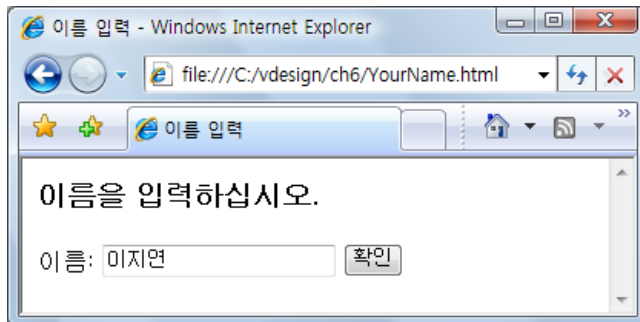 이름 입력 - Windows Internet Explorer
file:///C:/vdesign/ch6/YourName.html
이름 입력
이름을 입력하십시오.
이름: 이지연 확인